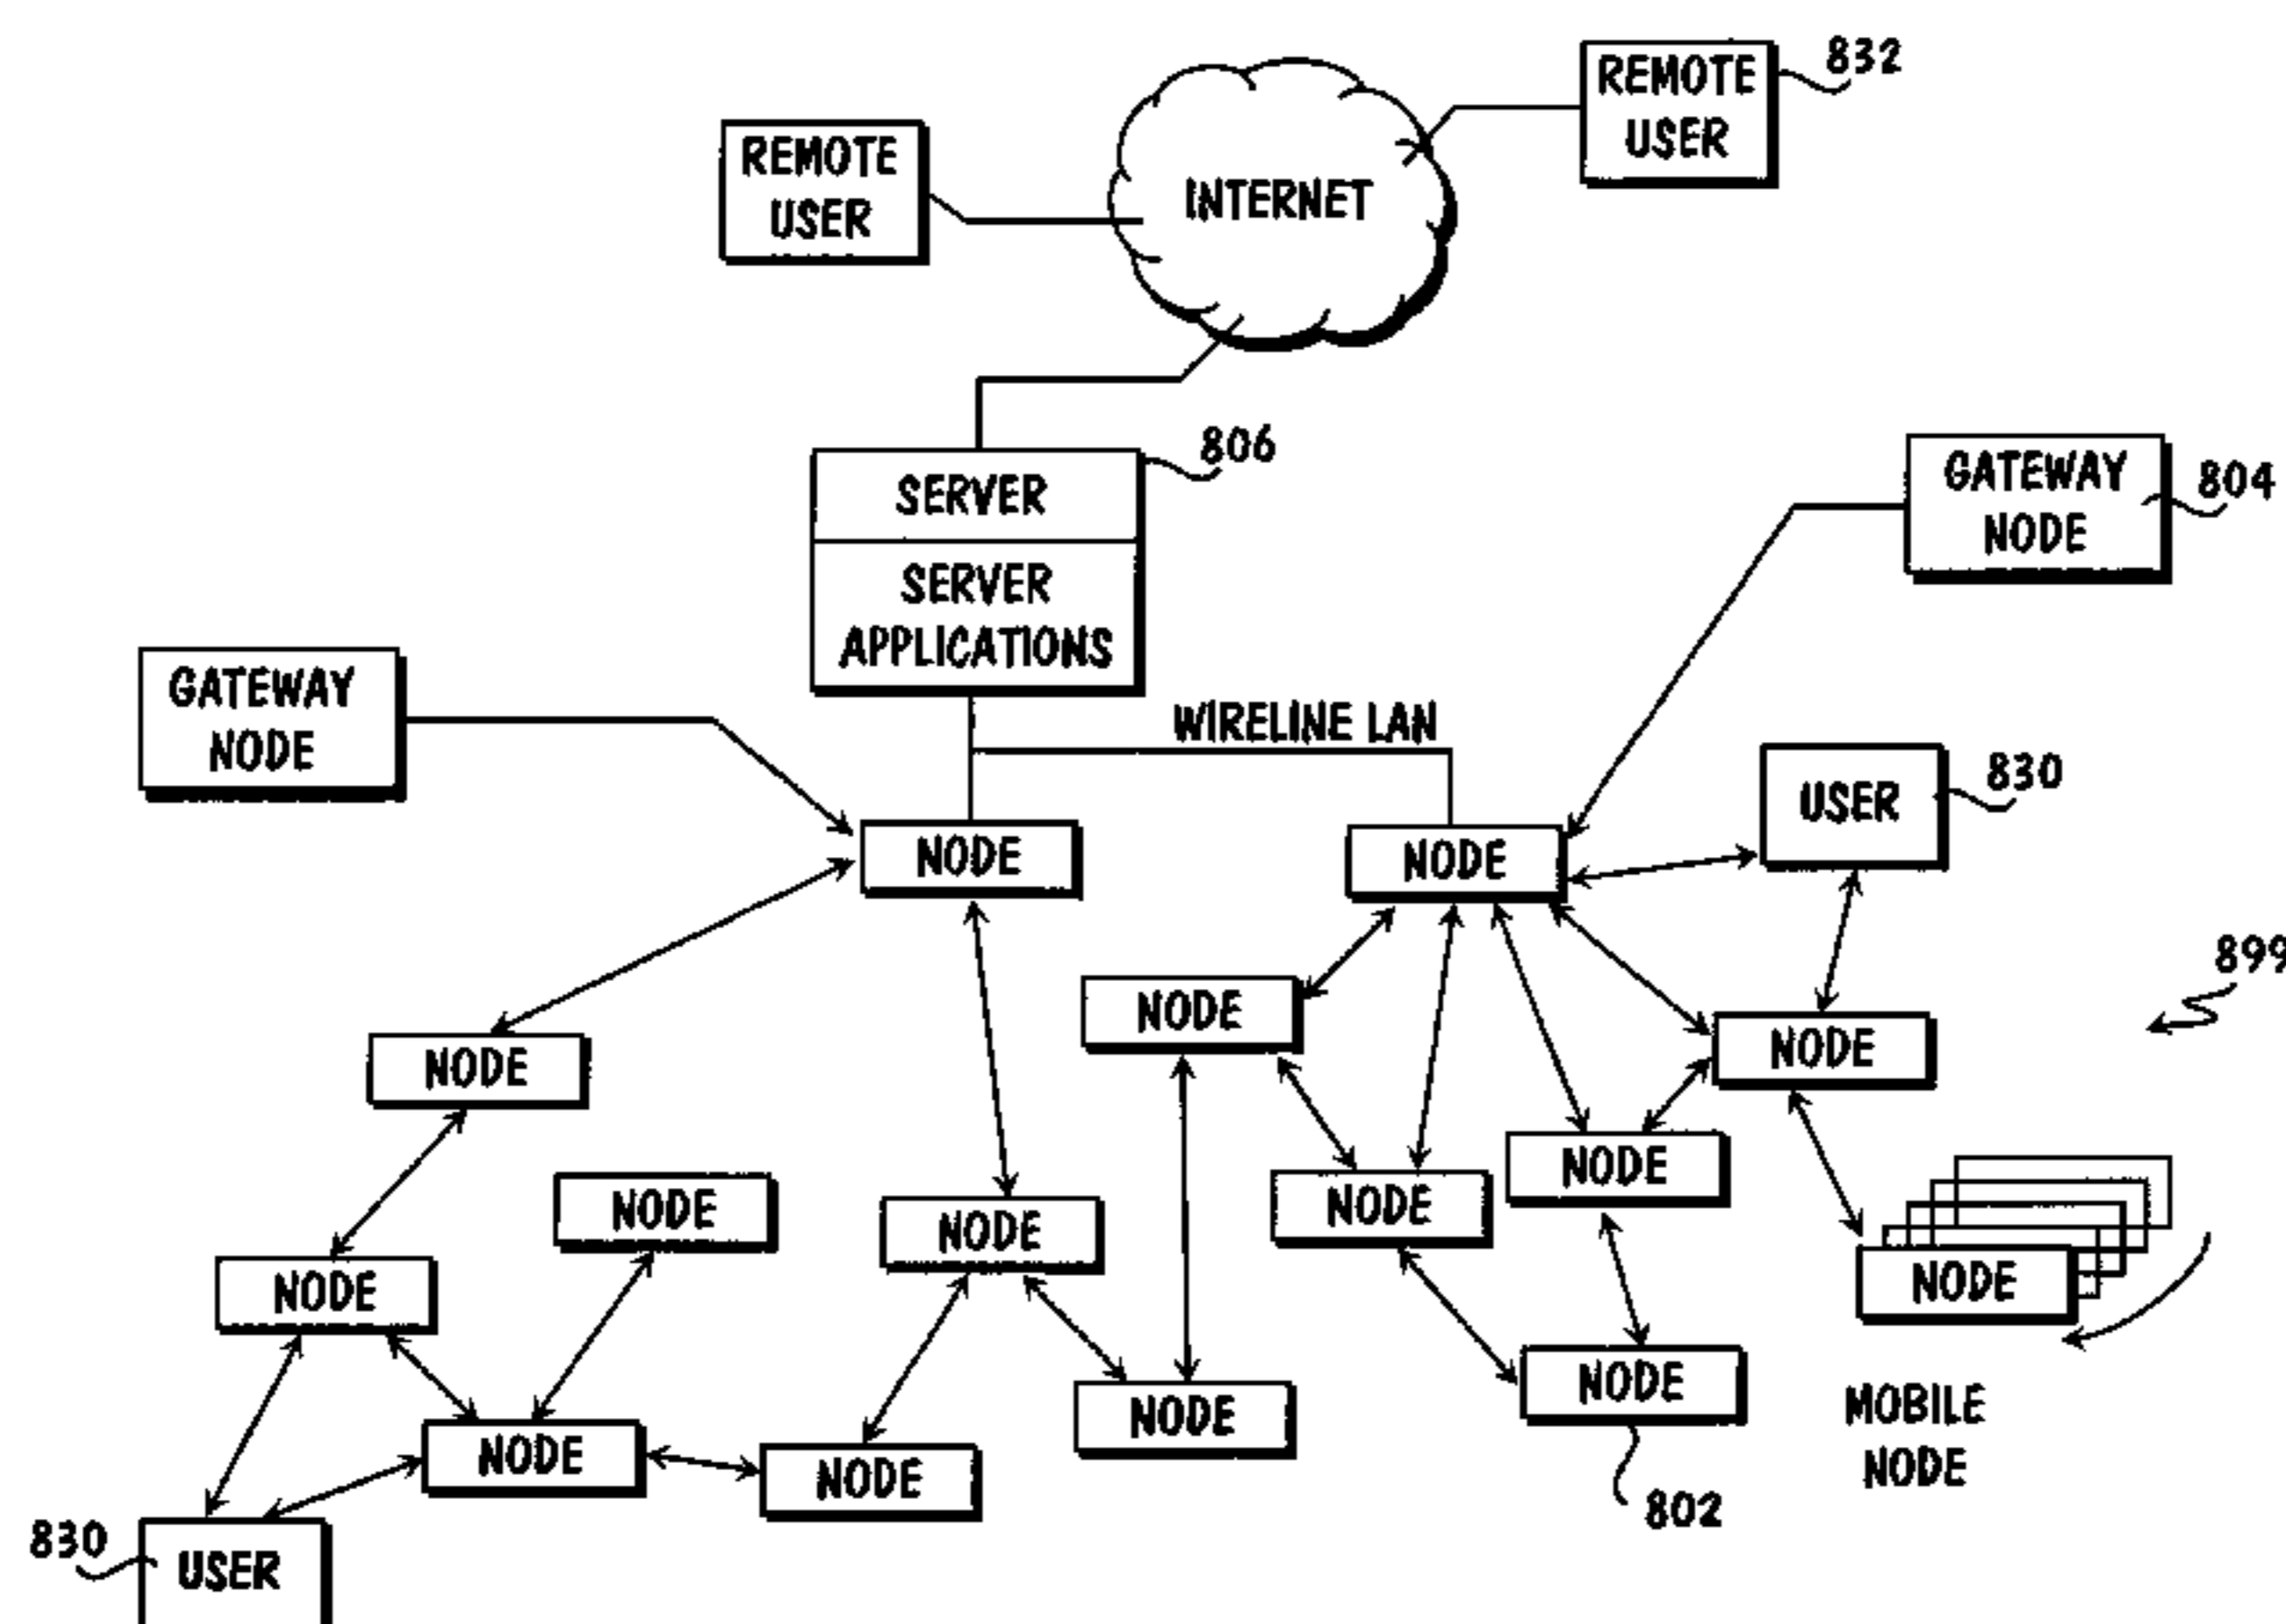 REMOTE
USER
832
REMOTE
USER
INTERNET
806
SERVER
SERVER
APPLICATIONS
GATEWAY
NODE
804
GATEWAY
NODE
WIRELINE LAN
USER
830
NODE
NODE
899
NODE
NODE
NODE
NODE
NODE
NODE
NODE
NODE
NODE
NODE
MOBILE
NODE
NODE
NODE
NODE
NODE
802
830
USER